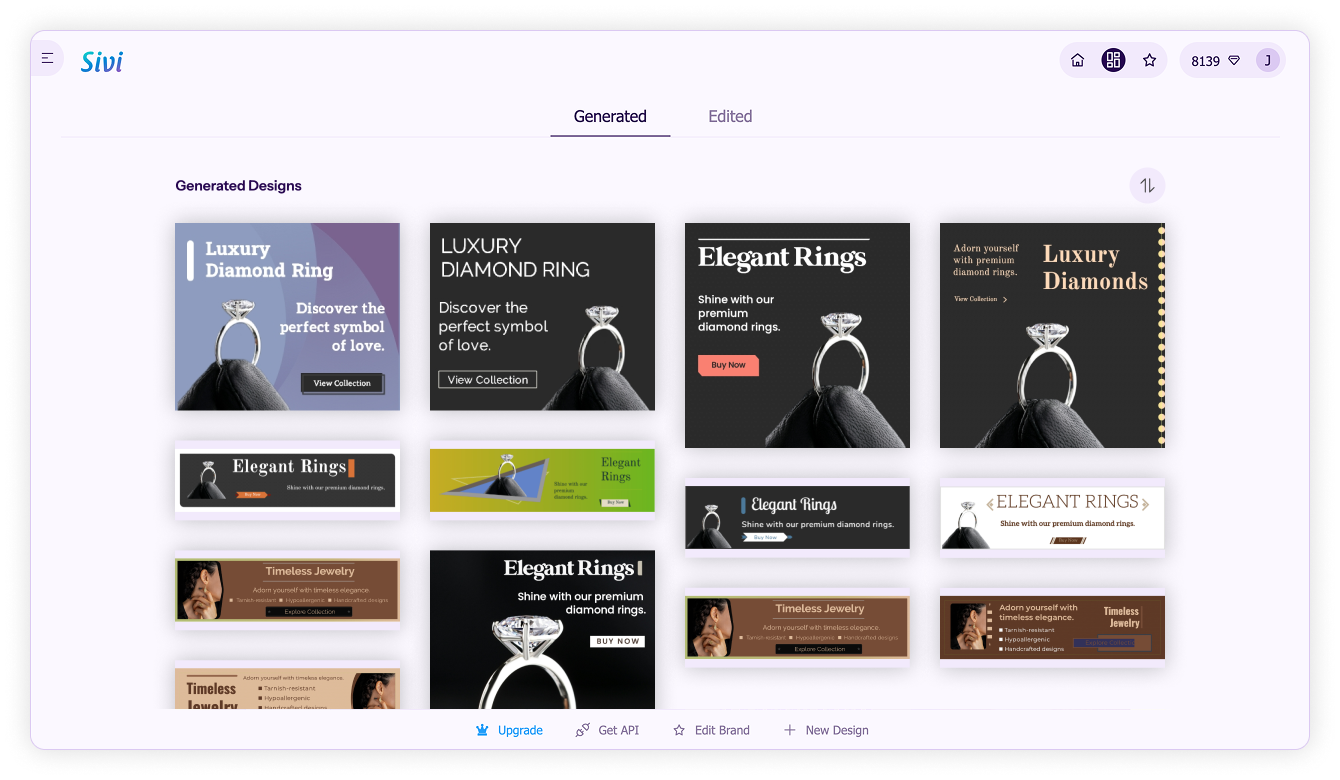 Sivi
8139
J
Generated
Edited
Generated Designs
Luxury
Diamond Ring
Discover the
perfect symbol
of love.
View Collection
LUXURY
DIAMOND RING
Discover the
perfect symbol
of love.
View Collection
Elegant Rings
Shine with our
premium
diamond rings.
Buy Now
Adorn yourself
with premium
diamond rings.
View Collection
Luxury
Diamonds
Elegant Rings
Buy Now
Shine with our premium diamond rings.
Elegant
Rings
Shine with our
premium
diamond rings.
Buy Now
Elegant Rings
Shine with our premium diamond rings.
Buy Now
ELEGANT RINGS
Shine with our premium diamond rings.
Buy Now
Timeless Jewelry
Adorn yourself with timeless elegance.
Tarnish-resistant Hypoallergenic Handcrafted designs
Explore Collection
Elegant Rings
Shine with our premium
diamond rings.
BUY NOW
Timeless Jewelry
Adorn yourself with timeless elegance.
Tarnish-resistant Hypoallergenic Handcrafted designs
Explore Collection
Adorn yourself with
timeless elegance.
Tarnish-resistant
Hypoallergenic
Handcrafted designs
Timeless
Jewelry
Explore Collection
Timeless
Jewelry
Adorn yourself with timeless elegance.
Tarnish-resistant
Hypoallergenic
Handcrafted designs
Upgrade
Get API
Edit Brand
New Design